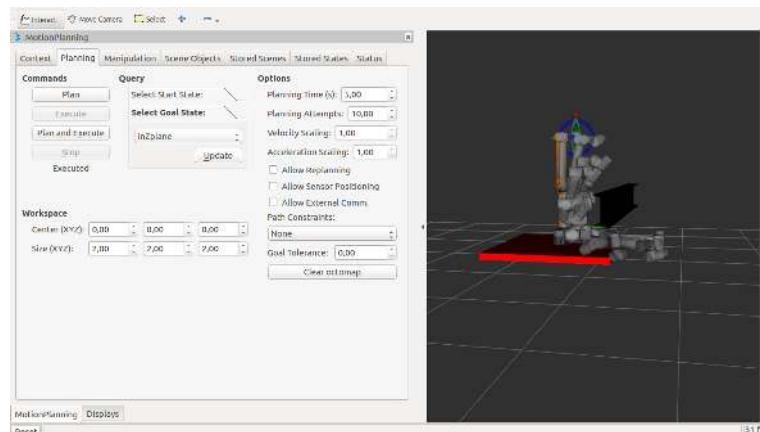 Interact Move Camera Select
MotionPlanning
Context Planning Manipulation Scene Objects Stored Scenes Stored States Status
Commands Query Options
Plan Select Start State: Planning Time (s): 5,00
Execute Select Goal State: Planning Attempts: 10,00
Plan and Execute InZplane Velocity Scaling: 1,00
Stop Update Acceleration Scaling: 1,00
Executed Allow Replanning
Allow Sensor Positioning
Allow External Comm.
Workspace Path Constraints:
Center (XYZ): 0,00 0,00 0,00 None
Size (XYZ): 2,00 2,00 2,00 Goal Tolerance: 0,00
Clear octomap
MotionPlanning Displays
Reset